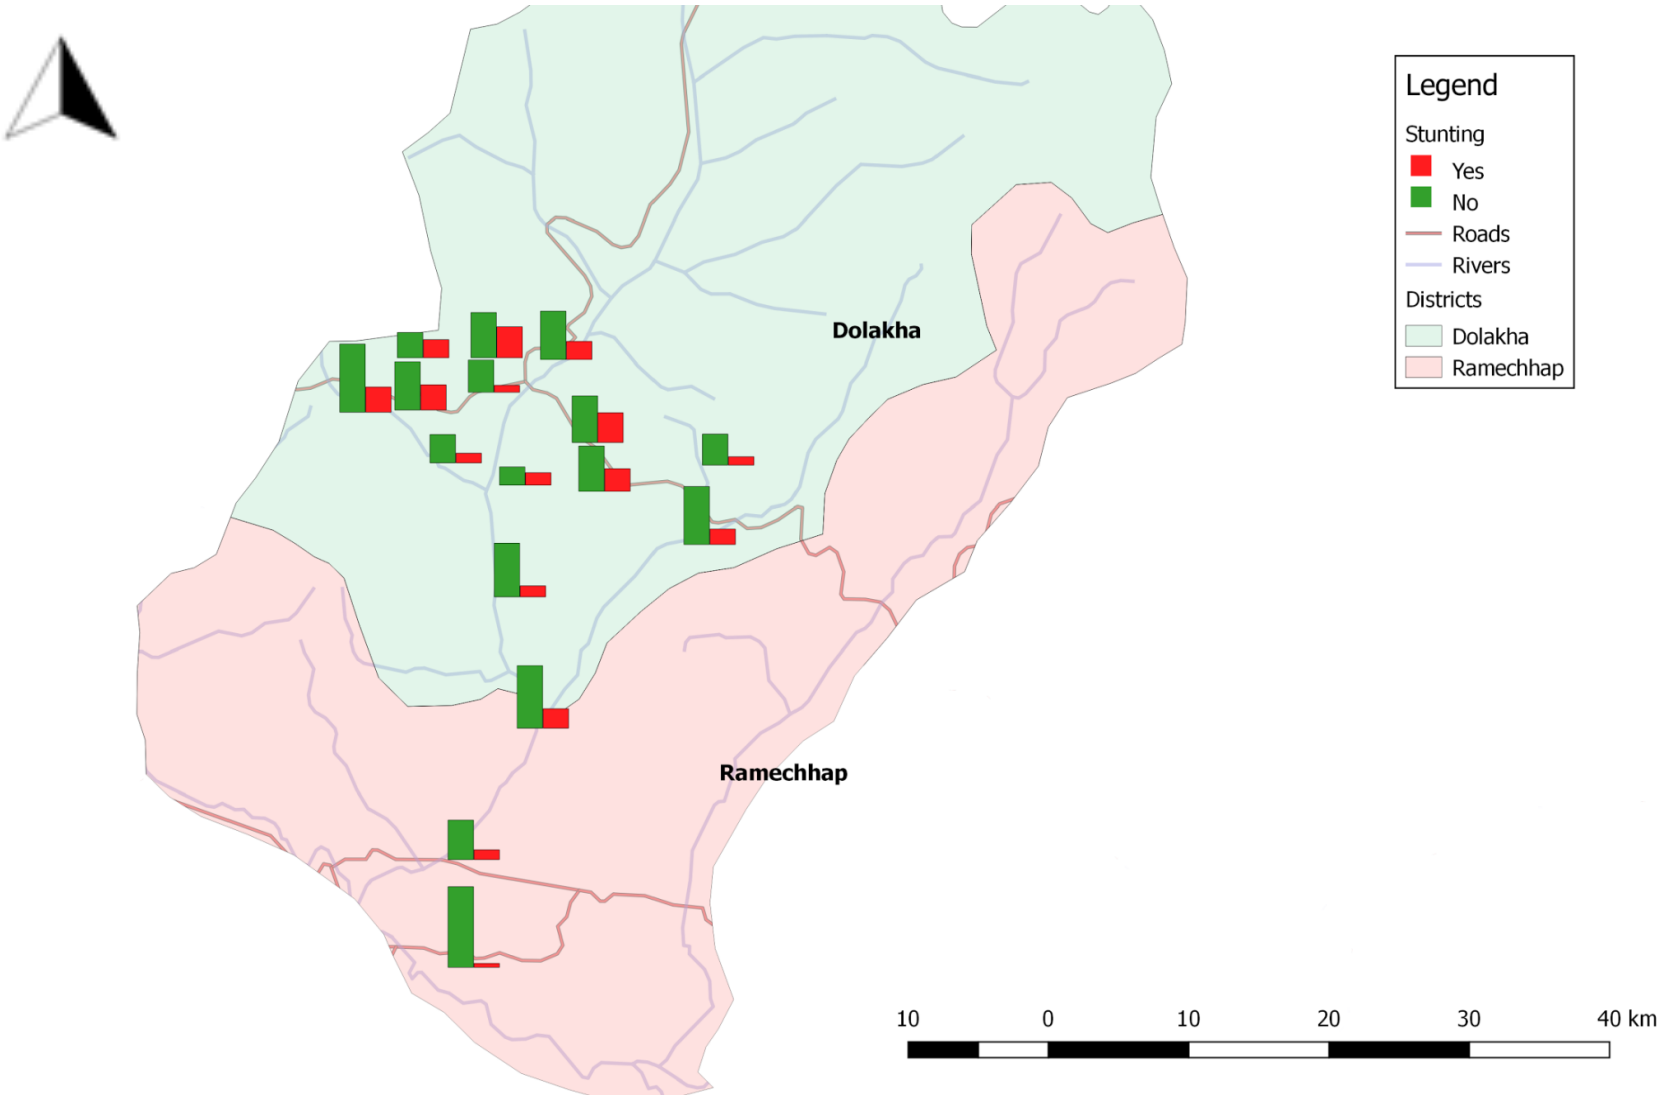 Legend
Stunting
Yes
No
Roads
Rivers
Districts
Dolakha
Ramechhap
Dolakha
Ramechhap
10 0 10 20 30 40 km